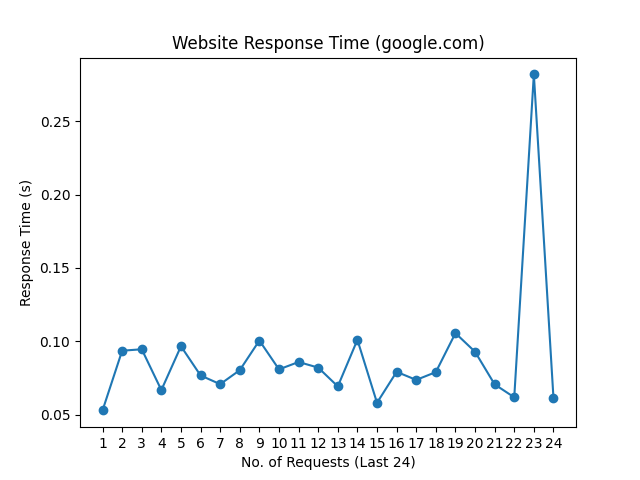 Website Response Time (google.com)
Response Time (s)
0.25
0.20
0.15
0.10
0.05
1 2 3 4 5 6 7 8 9 10 11 12 13 14 15 16 17 18 19 20 21 22 23 24
No. of Requests (Last 24)